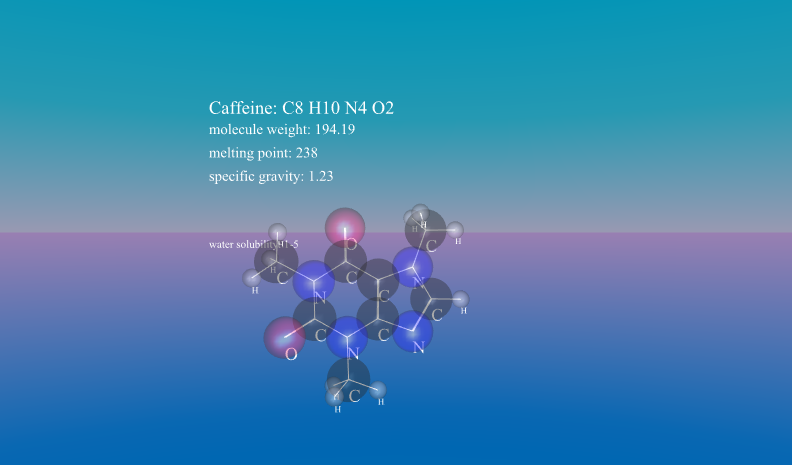 Caffeine: C8 H10 N4 O2
molecule weight: 194.19
melting point: 238
specific gravity: 1.23
H
H
H
water solubility:
1-5
O
C
H
H
C
C
N
H
N
C
C
H
C
C
N
O
N
H
C
H
H